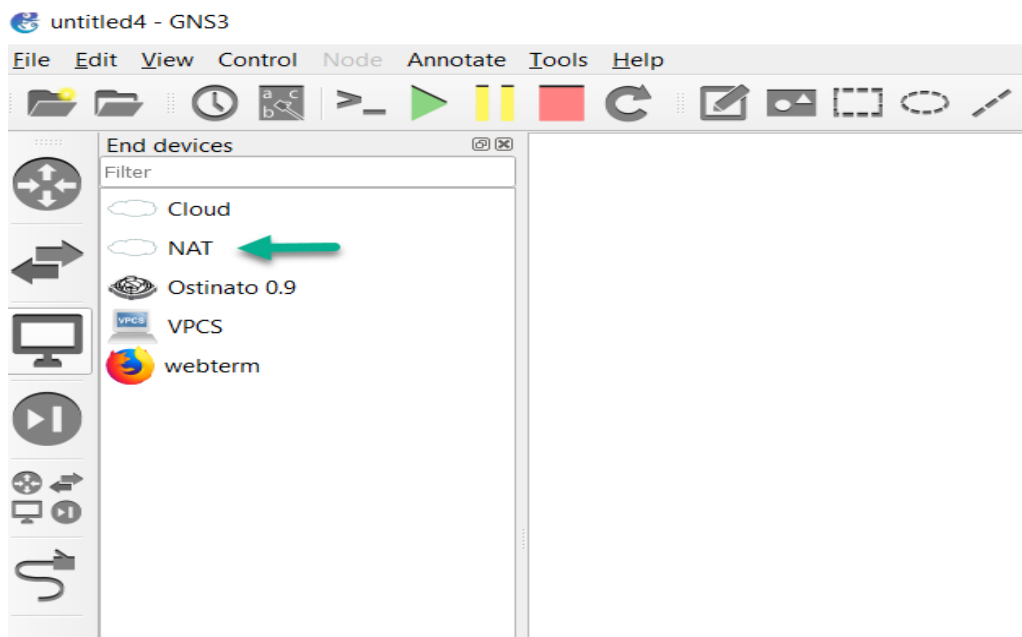 untitled4 - GNS3
File Edit View Control Node Annotate Tools Help
End devices
Filter
Cloud
NAT
Ostinato 0.9
VPCS
VPCS
webterm